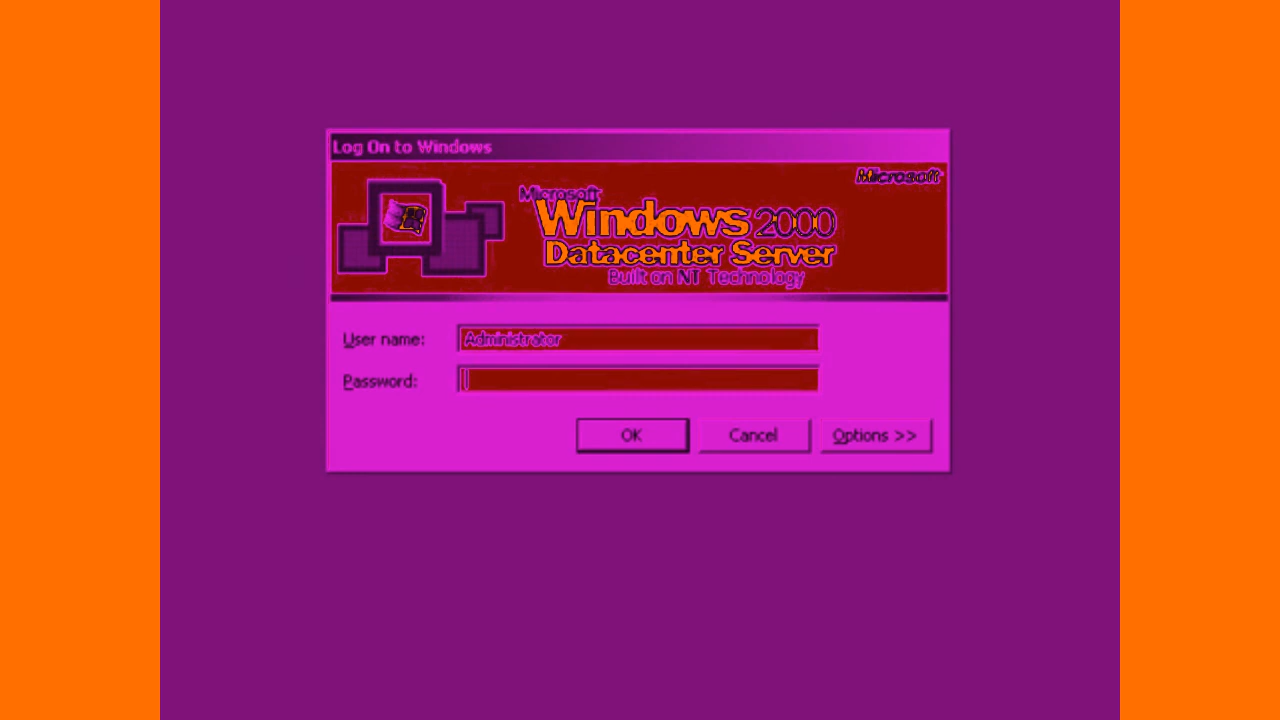 Log On to Windows
Microsoft
Microsoft
Windows 2000
Datacenter Server
Built on NT Technology
User name: Administrator
Password:
OK Cancel Options >>